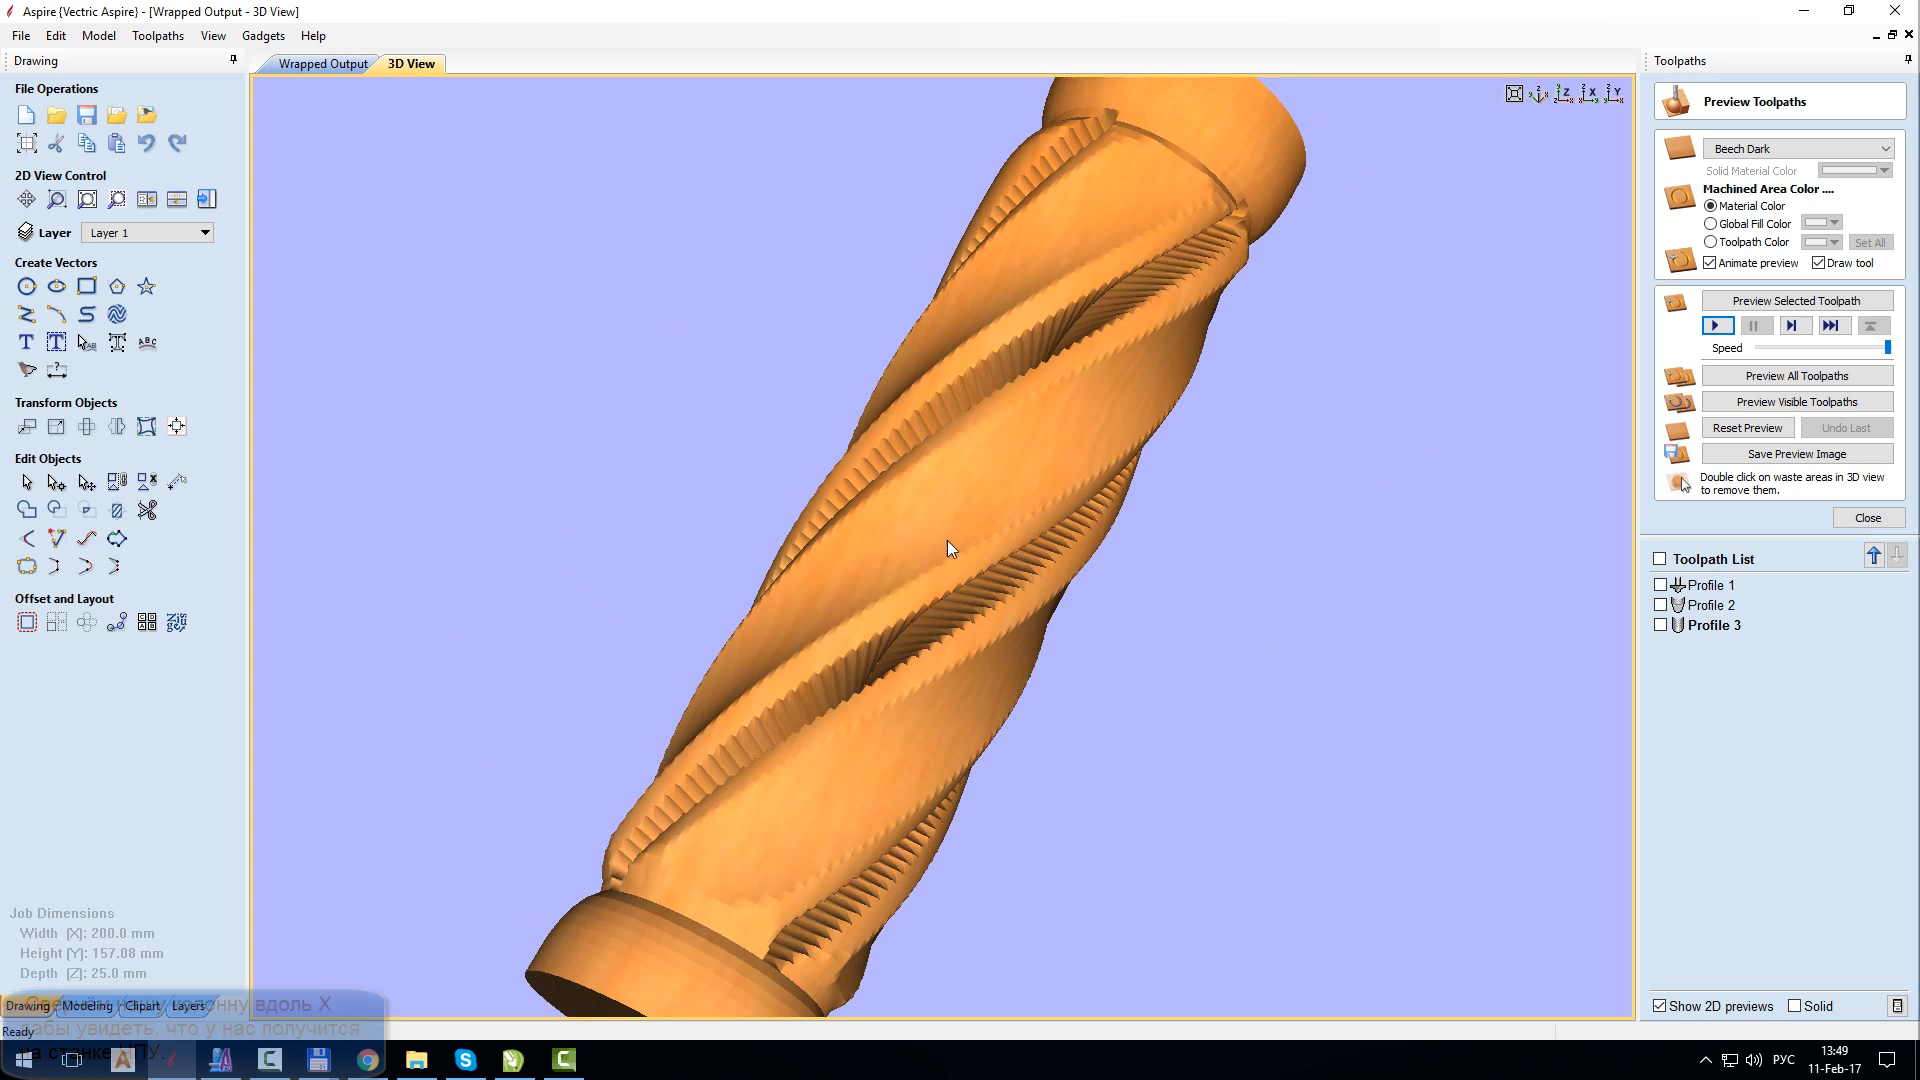 Aspire {Vectric Aspire} - [Wrapped Output - 3D View]
File Edit Model Toolpaths View Gadgets Help
Drawing
File Operations
2D View Control
Layer Layer 1
Create Vectors
Transform Objects
Edit Objects
Offset and Layout
Job Dimensions
Width (X): 200.0 mm
Height (Y): 157.08 mm
Depth (Z): 25.0 mm
Drawing Modeling Clipart Layers
вдоль X
увидеть, что у нас получится
Ready
Wrapped Output 3D View
Toolpaths
Preview Toolpaths
Beech Dark
Solid Material Color
Machined Area Color ....
Material Color
Global Fill Color
Toolpath Color Set All
Animate preview Draw tool
Preview Selected Toolpath
Speed
Preview All Toolpaths
Preview Visible Toolpaths
Reset Preview Undo Last
Save Preview Image
Double click on waste areas in 3D view
to remove them.
Close
Toolpath List
Profile 1
Profile 2
Profile 3
Show 2D previews Solid
РУС
13:49
11-Feb-17